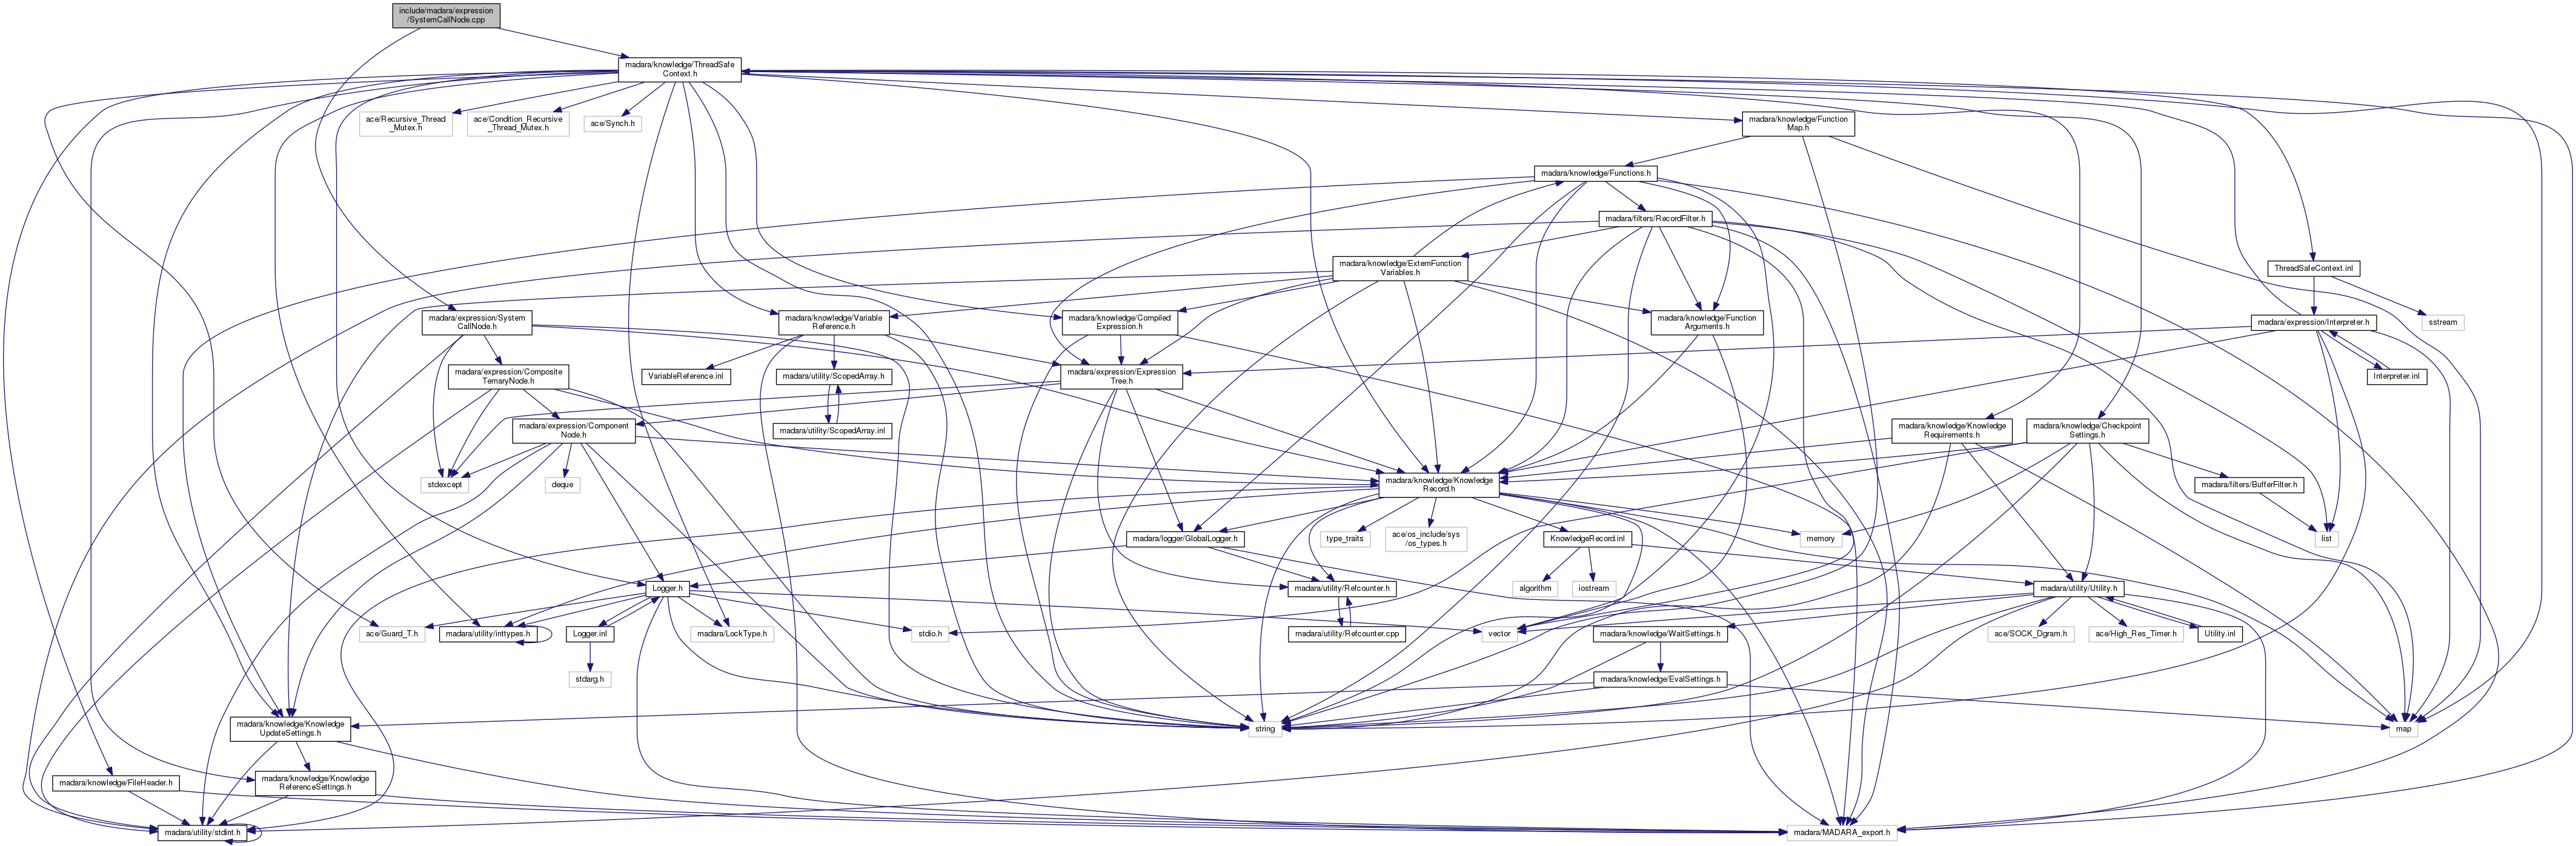 include/madara/expression
/SystemCallNode.cpp
madara/knowledge/ThreadSafe
Context.h
ace/Recursive_Thread
_Mutex.h
ace/Condition_Recursive
_Thread_Mutex.h
ace/Synch.h
madara/knowledge/Function
Map.h
madara/knowledge/Functions.h
madara/filters/RecordFilter.h
madara/knowledge/ExternFunction
Variables.h
ThreadSafeContext.inl
madara/expression/System
CallNode.h
madara/knowledge/Variable
Reference.h
madara/knowledge/Compiled
Expression.h
madara/knowledge/Function
Arguments.h
madara/expression/Interpreter.h
sstream
madara/expression/Composite
TernaryNode.h
VariableReference.inl
madara/utility/ScopedArray.h
madara/expression/Expression
Tree.h
Interpreter.inl
madara/expression/Component
Node.h
madara/utility/ScopedArray.inl
madara/knowledge/Knowledge
Requirements.h
madara/knowledge/Checkpoint
Settings.h
stdexcept
deque
madara/knowledge/Knowledge
Record.h
madara/filters/BufferFilter.h
madara/logger/GlobalLogger.h
type_traits
ace/os_include/sys
/os_types.h
KnowledgeRecord.inl
memory
list
Logger.h
madara/utility/Refcounter.h
algorithm
iostream
madara/utility/Utility.h
ace/Guard_T.h
madara/utility/inttypes.h
Logger.inl
madara/LockType.h
stdio.h
madara/utility/Refcounter.cpp
vector
madara/knowledge/WaitSettings.h
ace/SOCK_Dgram.h
ace/High_Res_Timer.h
Utility.inl
stdarg.h
madara/knowledge/EvalSettings.h
madara/knowledge/Knowledge
UpdateSettings.h
string
map
madara/knowledge/FileHeader.h
madara/knowledge/Knowledge
ReferenceSettings.h
madara/utility/stdint.h
madara/MADARA_export.h